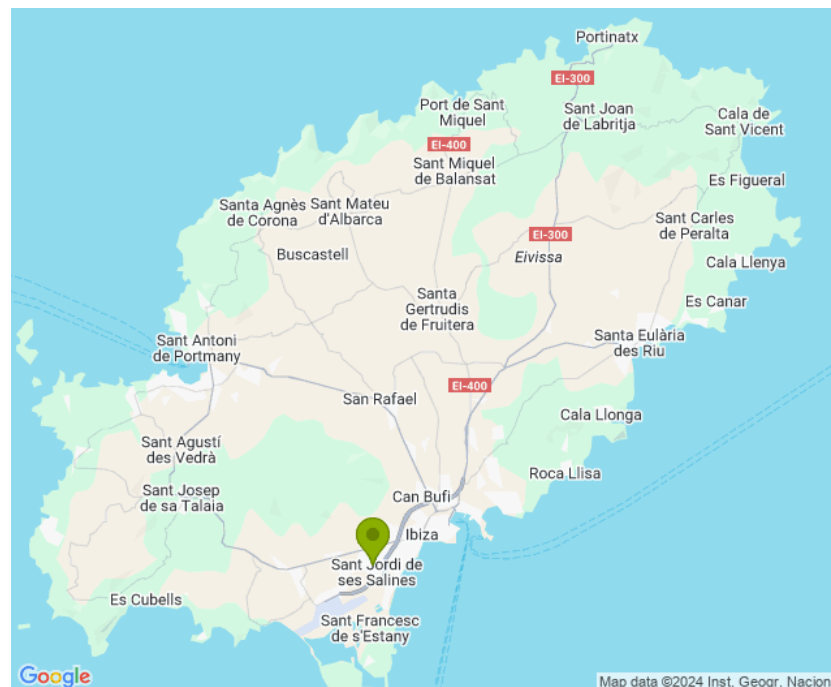 Portinatx
EI-300
Port de Sant
Miquel
Sant Joan
de Labritja
Cala de
Sant Vicent
EI-400
Sant Miquel
de Balansat
Es Figueral
Santa Agnès
de Corona
Sant Mateu
d'Albarca
Sant Carles
de Peralta
EI-300
Buscastell
Eivissa
Cala Llenya
Santa
Gertrudis
de Fruitera
Es Canar
Sant Antoni
de Portmany
Santa Eulària
des Riu
EI-400
San Rafael
Cala Llonga
Sant Agustí
des Vedrà
Roca Llisa
Sant Josep
de sa Talaia
Can Bufi
Ibiza
Sant Jordi de
ses Salines
Es Cubells
Sant Francesc
de s'Estany
Google
Map data ©2024 Inst. Geogr. Nacion